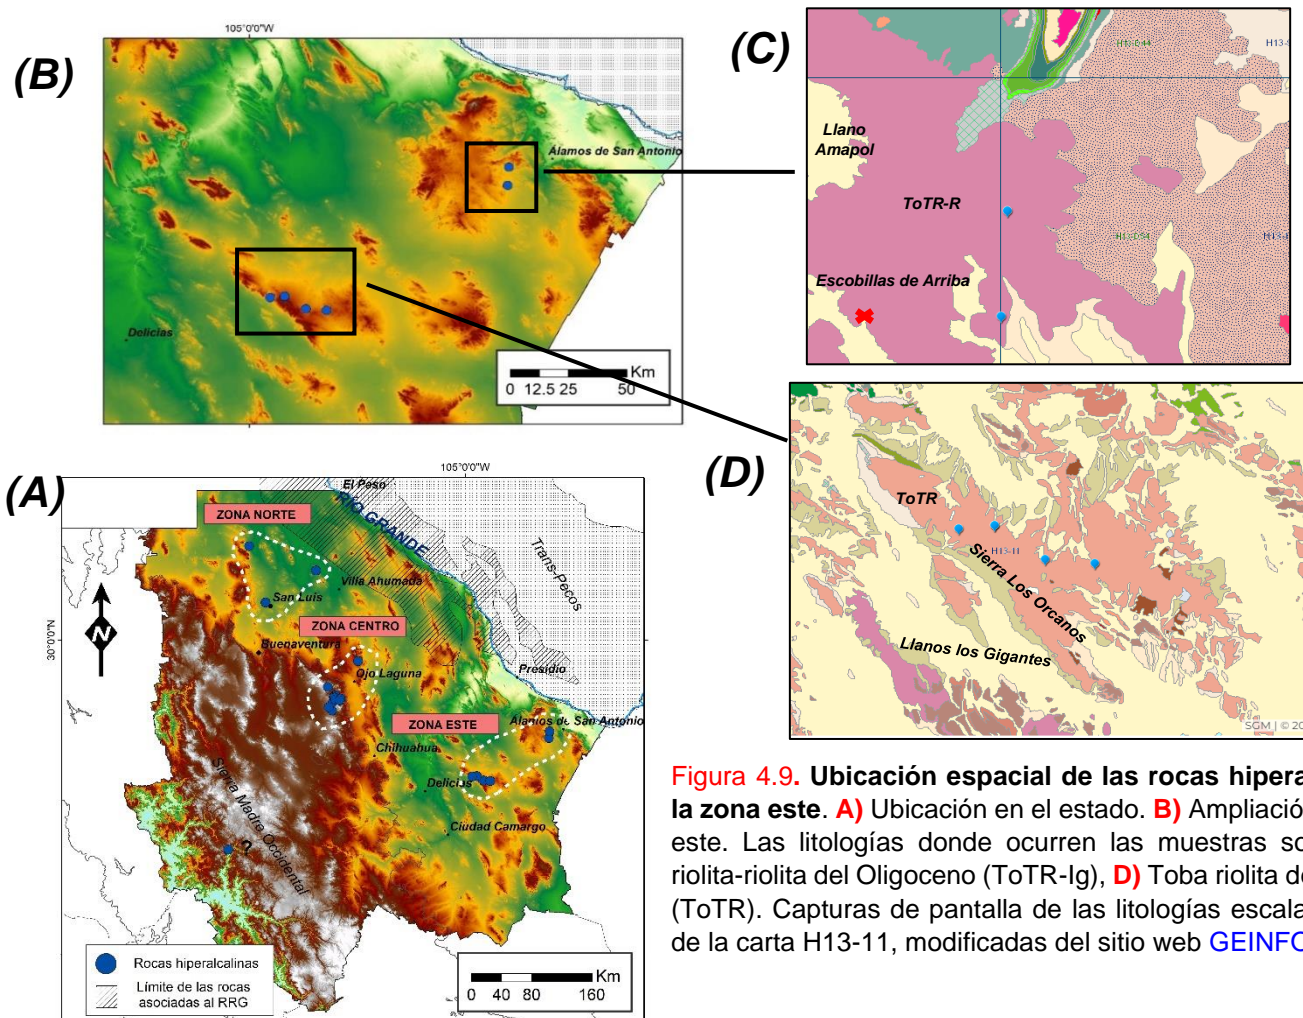 (B)
105°0'0"W
Álamos de San Antonio
Delicias
Km
0 12.5 25 50
(C)
Llano
Amapol
ToTR-R
Escobillas de Arriba
(D)
ToTR
H13-11
Sierra Los Orcanos
Llanos los Gigantes
SGM | © 20
(A)
105°0'0"W
30°0'0"N
El Paso
RÍO GRANDE
ZONA NORTE
Trans-Pecos
Villa Ahumada
San Luis
ZONA CENTRO
Buenaventura
Ojo Laguna
Presidio
ZONA ESTE
Álamos de San Antonio
Chihuahua
Delicias
Sierra Madre Occidental
Ciudad Camargo
N
Rocas hiperalcalinas
Límite de las rocas
asociadas al RRG
Km
0 40 80 160
Figura 4.9. Ubicación espacial de las rocas hipera
la zona este. A) Ubicación en el estado. B) Ampliació
este. Las litologías donde ocurren las muestras so
riolita-riolita del Oligoceno (ToTR-Ig), D) Toba riolita de
(ToTR). Capturas de pantalla de las litologías escala
de la carta H13-11, modificadas del sitio web GEINFO